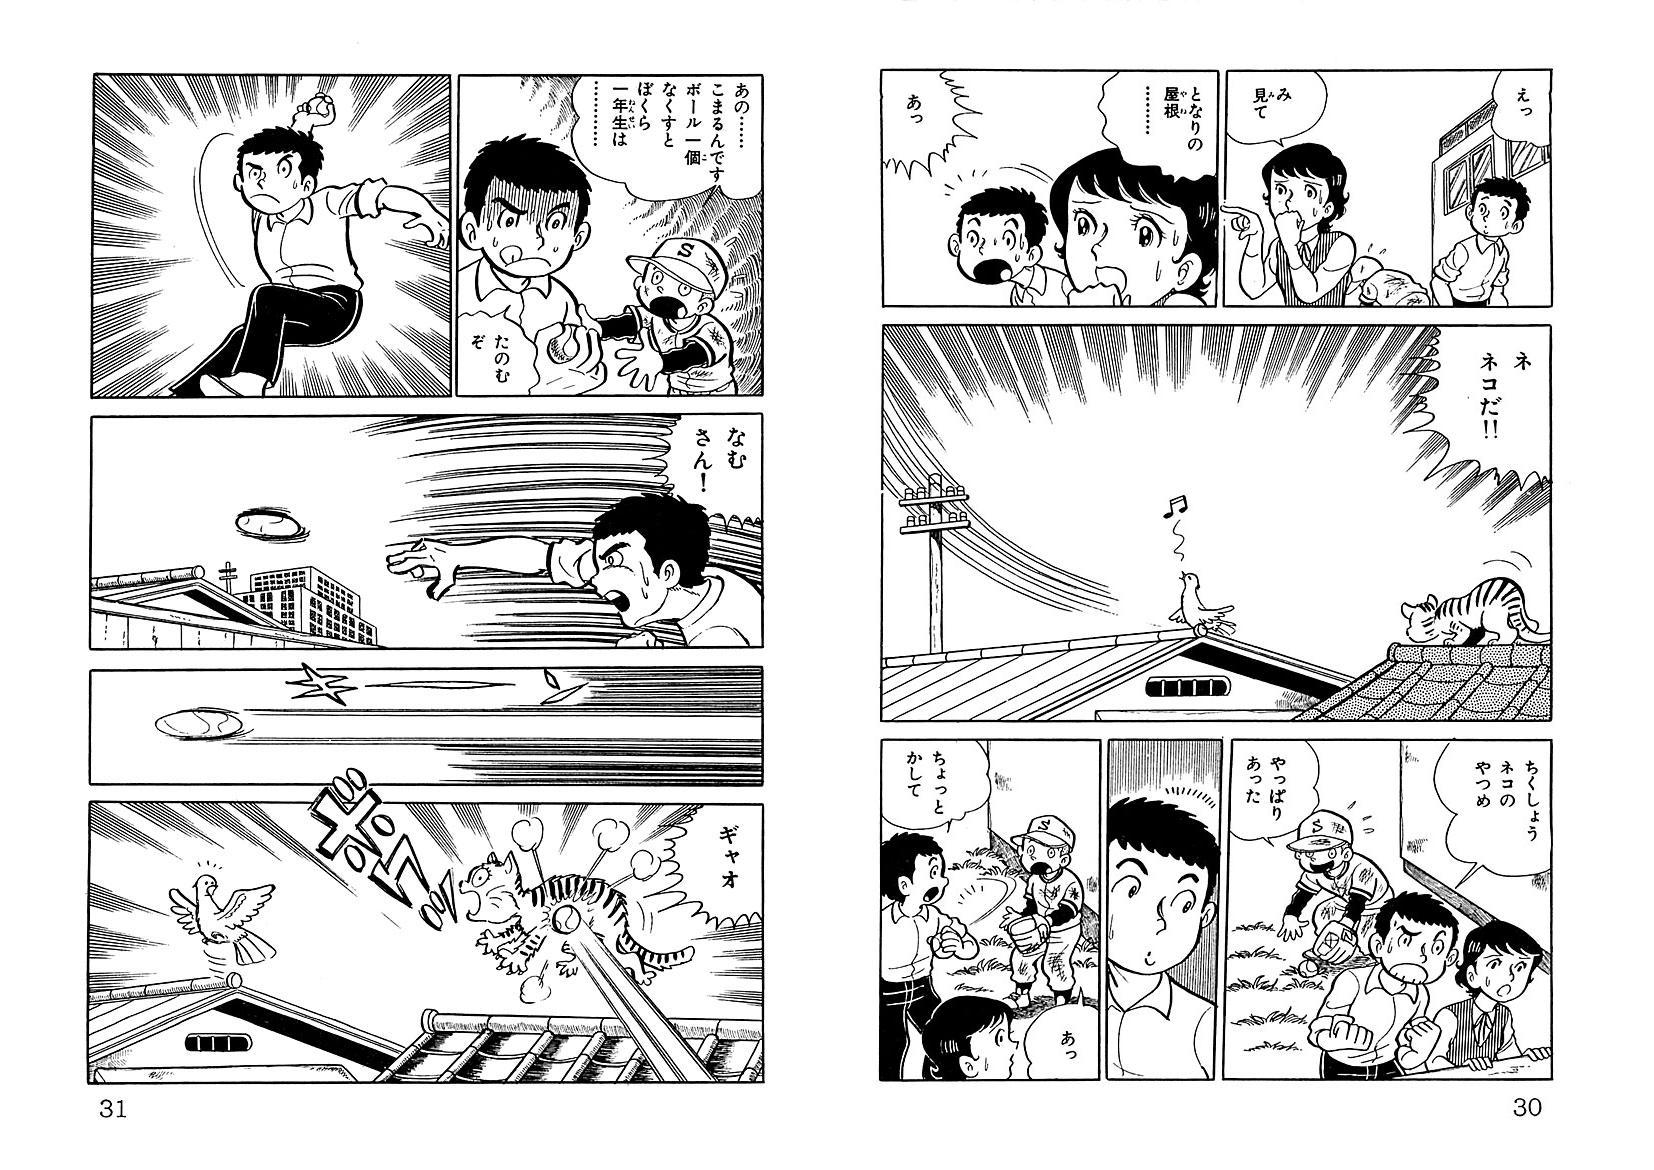 えっ
み
見て
となりの
屋根
………
あっ
ネ
ネコだ!!
ちくしょう
ネコの
やつめ
やっぱり
あった
ちょっと
かして
あっ
30
あの……
こまるんです
ボール一個
なくすと
ぼくら
一年生は
…………
たのむ
ぞ
なむ
さん!
ギャオ
ギャンッ
31